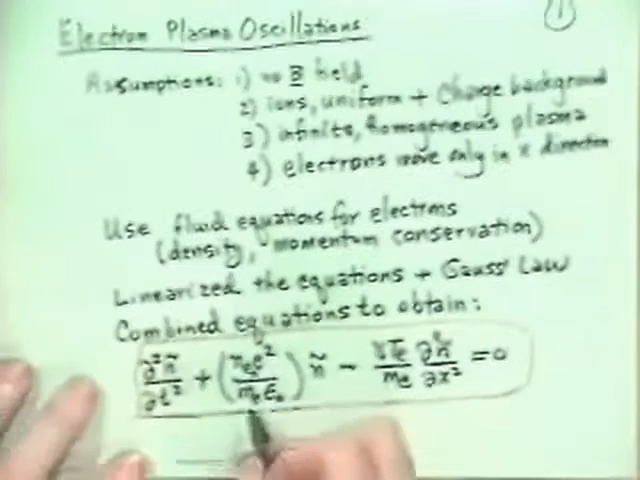 1
Electron Plasma Oscillations
Assumptions: 1) no B field
2) ions, uniform + charge background
3) infinite, homogeneous plasma
4) electrons move only in x direction
Use fluid equations for electrons
(density, momentum conservation)
Linearized the equations + Gauss' Law
Combined equations to obtain:
∂²ñ/∂t² + (n₀e²/mₑε₀) ñ - γTₑ/mₑ ∂²ñ/∂x² = 0